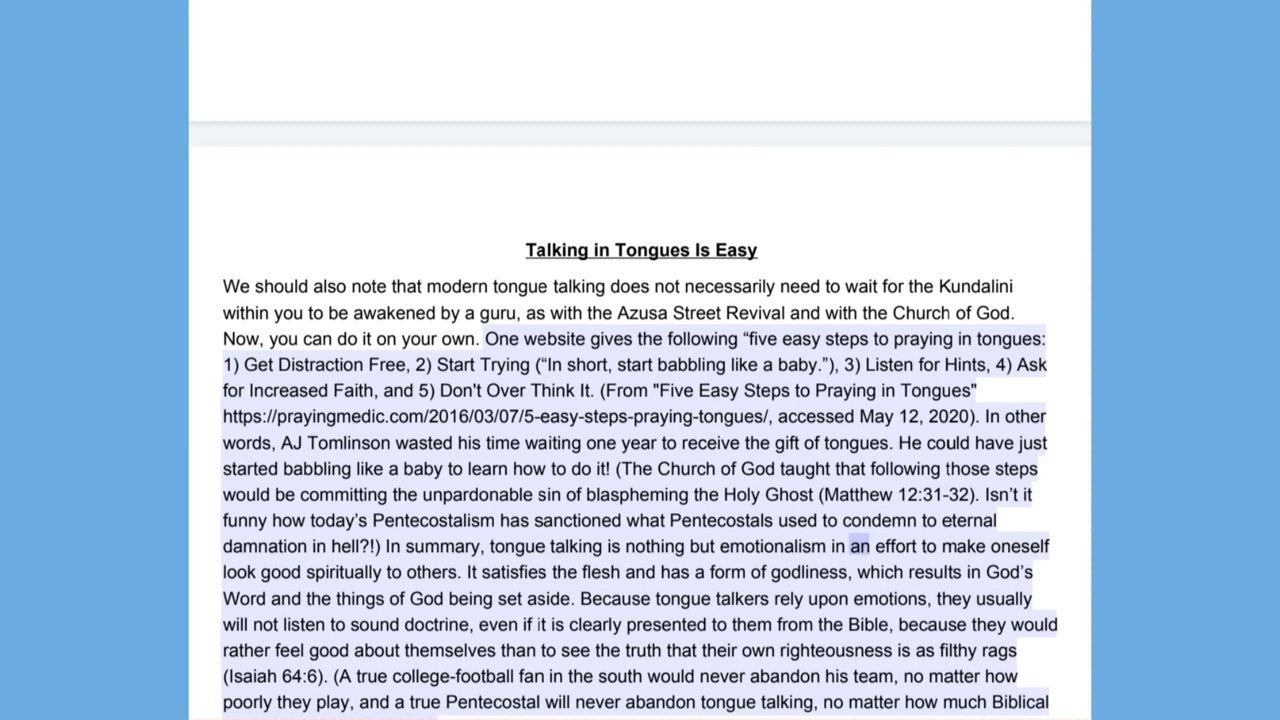 Talking in Tongues Is Easy
We should also note that modern tongue talking does not necessarily need to wait for the Kundalini
within you to be awakened by a guru, as with the Azusa Street Revival and with the Church of God.
Now, you can do it on your own. One website gives the following “five easy steps to praying in tongues:
1) Get Distraction Free, 2) Start Trying (“In short, start babbling like a baby.”), 3) Listen for Hints, 4) Ask
for Increased Faith, and 5) Don't Over Think It. (From "Five Easy Steps to Praying in Tongues"
https://prayingmedic.com/2016/03/07/5-easy-steps-praying-tongues/, accessed May 12, 2020). In other
words, AJ Tomlinson wasted his time waiting one year to receive the gift of tongues. He could have just
started babbling like a baby to learn how to do it! (The Church of God taught that following those steps
would be committing the unpardonable sin of blaspheming the Holy Ghost (Matthew 12:31-32). Isn’t it
funny how today’s Pentecostalism has sanctioned what Pentecostals used to condemn to eternal
damnation in hell?!) In summary, tongue talking is nothing but emotionalism in an effort to make oneself
look good spiritually to others. It satisfies the flesh and has a form of godliness, which results in God’s
Word and the things of God being set aside. Because tongue talkers rely upon emotions, they usually
will not listen to sound doctrine, even if it is clearly presented to them from the Bible, because they would
rather feel good about themselves than to see the truth that their own righteousness is as filthy rags
(Isaiah 64:6). (A true college-football fan in the south would never abandon his team, no matter how
poorly they play, and a true Pentecostal will never abandon tongue talking, no matter how much Biblical